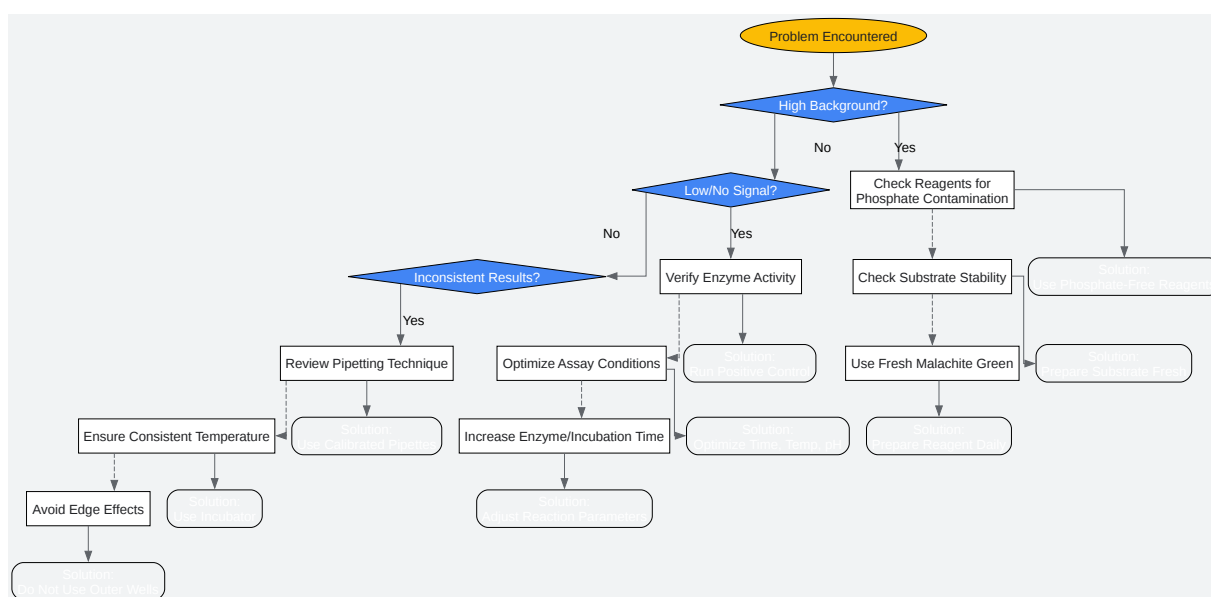 Problem Encountered
High Background?
No
Yes
Low/No Signal?
Check Reagents for
Phosphate Contamination
No
Yes
Inconsistent Results?
Verify Enzyme Activity
Check Substrate Stability
Solution:
Use Phosphate-Free Reagents
Yes
Review Pipetting Technique
Optimize Assay Conditions
Solution:
Run Positive Control
Use Fresh Malachite Green
Solution:
Prepare Substrate Fresh
Ensure Consistent Temperature
Solution:
Use Calibrated Pipettes
Increase Enzyme/Incubation Time
Solution:
Optimize Time, Temp, pH
Solution:
Prepare Reagent Daily
Avoid Edge Effects
Solution:
Use Incubator
Solution:
Adjust Reaction Parameters
Solution:
Do Not Use Outer Wells